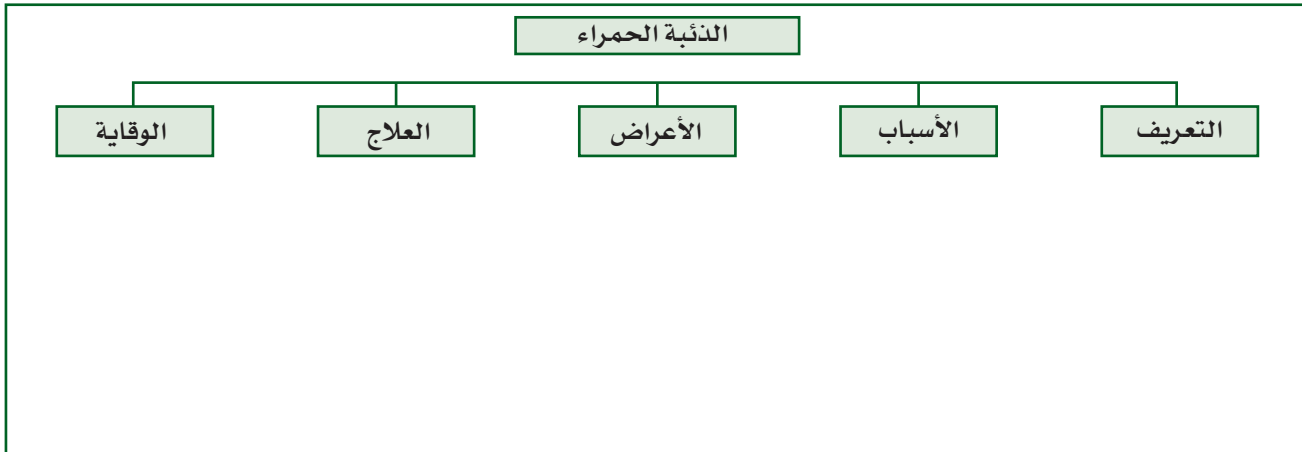 الذئبة الحمراء
التعريف
الأسباب
الأعراض
العلاج
الوقاية